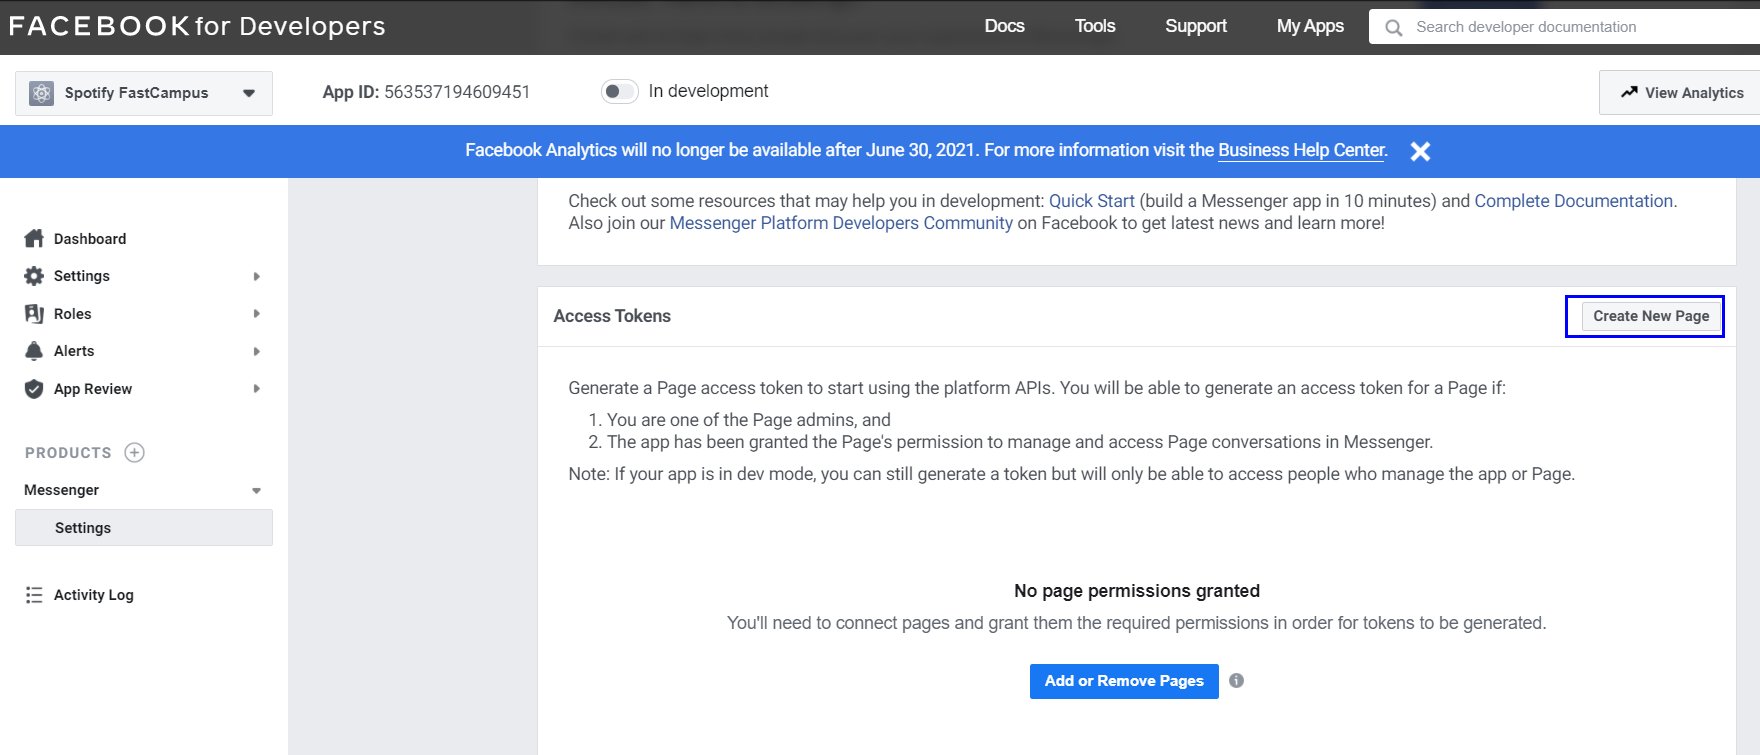 FACEBOOK for Developers
Docs
Tools
Support
My Apps
Search developer documentation
Spotify FastCampus
App ID: 563537194609451
In development
View Analytics
Facebook Analytics will no longer be available after June 30, 2021. For more information visit the Business Help Center.
Dashboard
Settings
Roles
Alerts
App Review
PRODUCTS
Messenger
Settings
Activity Log
Check out some resources that may help you in development: Quick Start (build a Messenger app in 10 minutes) and Complete Documentation.
Also join our Messenger Platform Developers Community on Facebook to get latest news and learn more!
Access Tokens
Create New Page
Generate a Page access token to start using the platform APIs. You will be able to generate an access token for a Page if:
1. You are one of the Page admins, and
2. The app has been granted the Page's permission to manage and access Page conversations in Messenger.
Note: If your app is in dev mode, you can still generate a token but will only be able to access people who manage the app or Page.
No page permissions granted
You'll need to connect pages and grant them the required permissions in order for tokens to be generated.
Add or Remove Pages